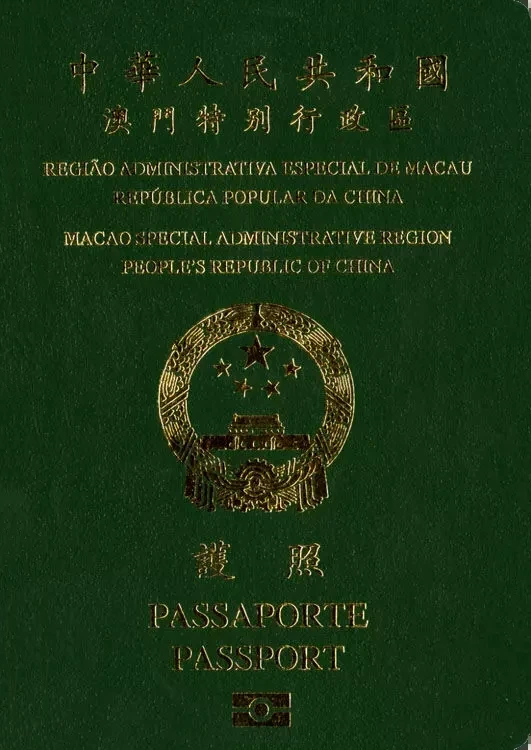 中華人民共和國
澳門特別行政區
REGIÃO ADMINISTRATIVA ESPECIAL DE MACAU
REPÚBLICA POPULAR DA CHINA
MACAO SPECIAL ADMINISTRATIVE REGION
PEOPLE'S REPUBLIC OF CHINA
護照
PASSAPORTE
PASSPORT